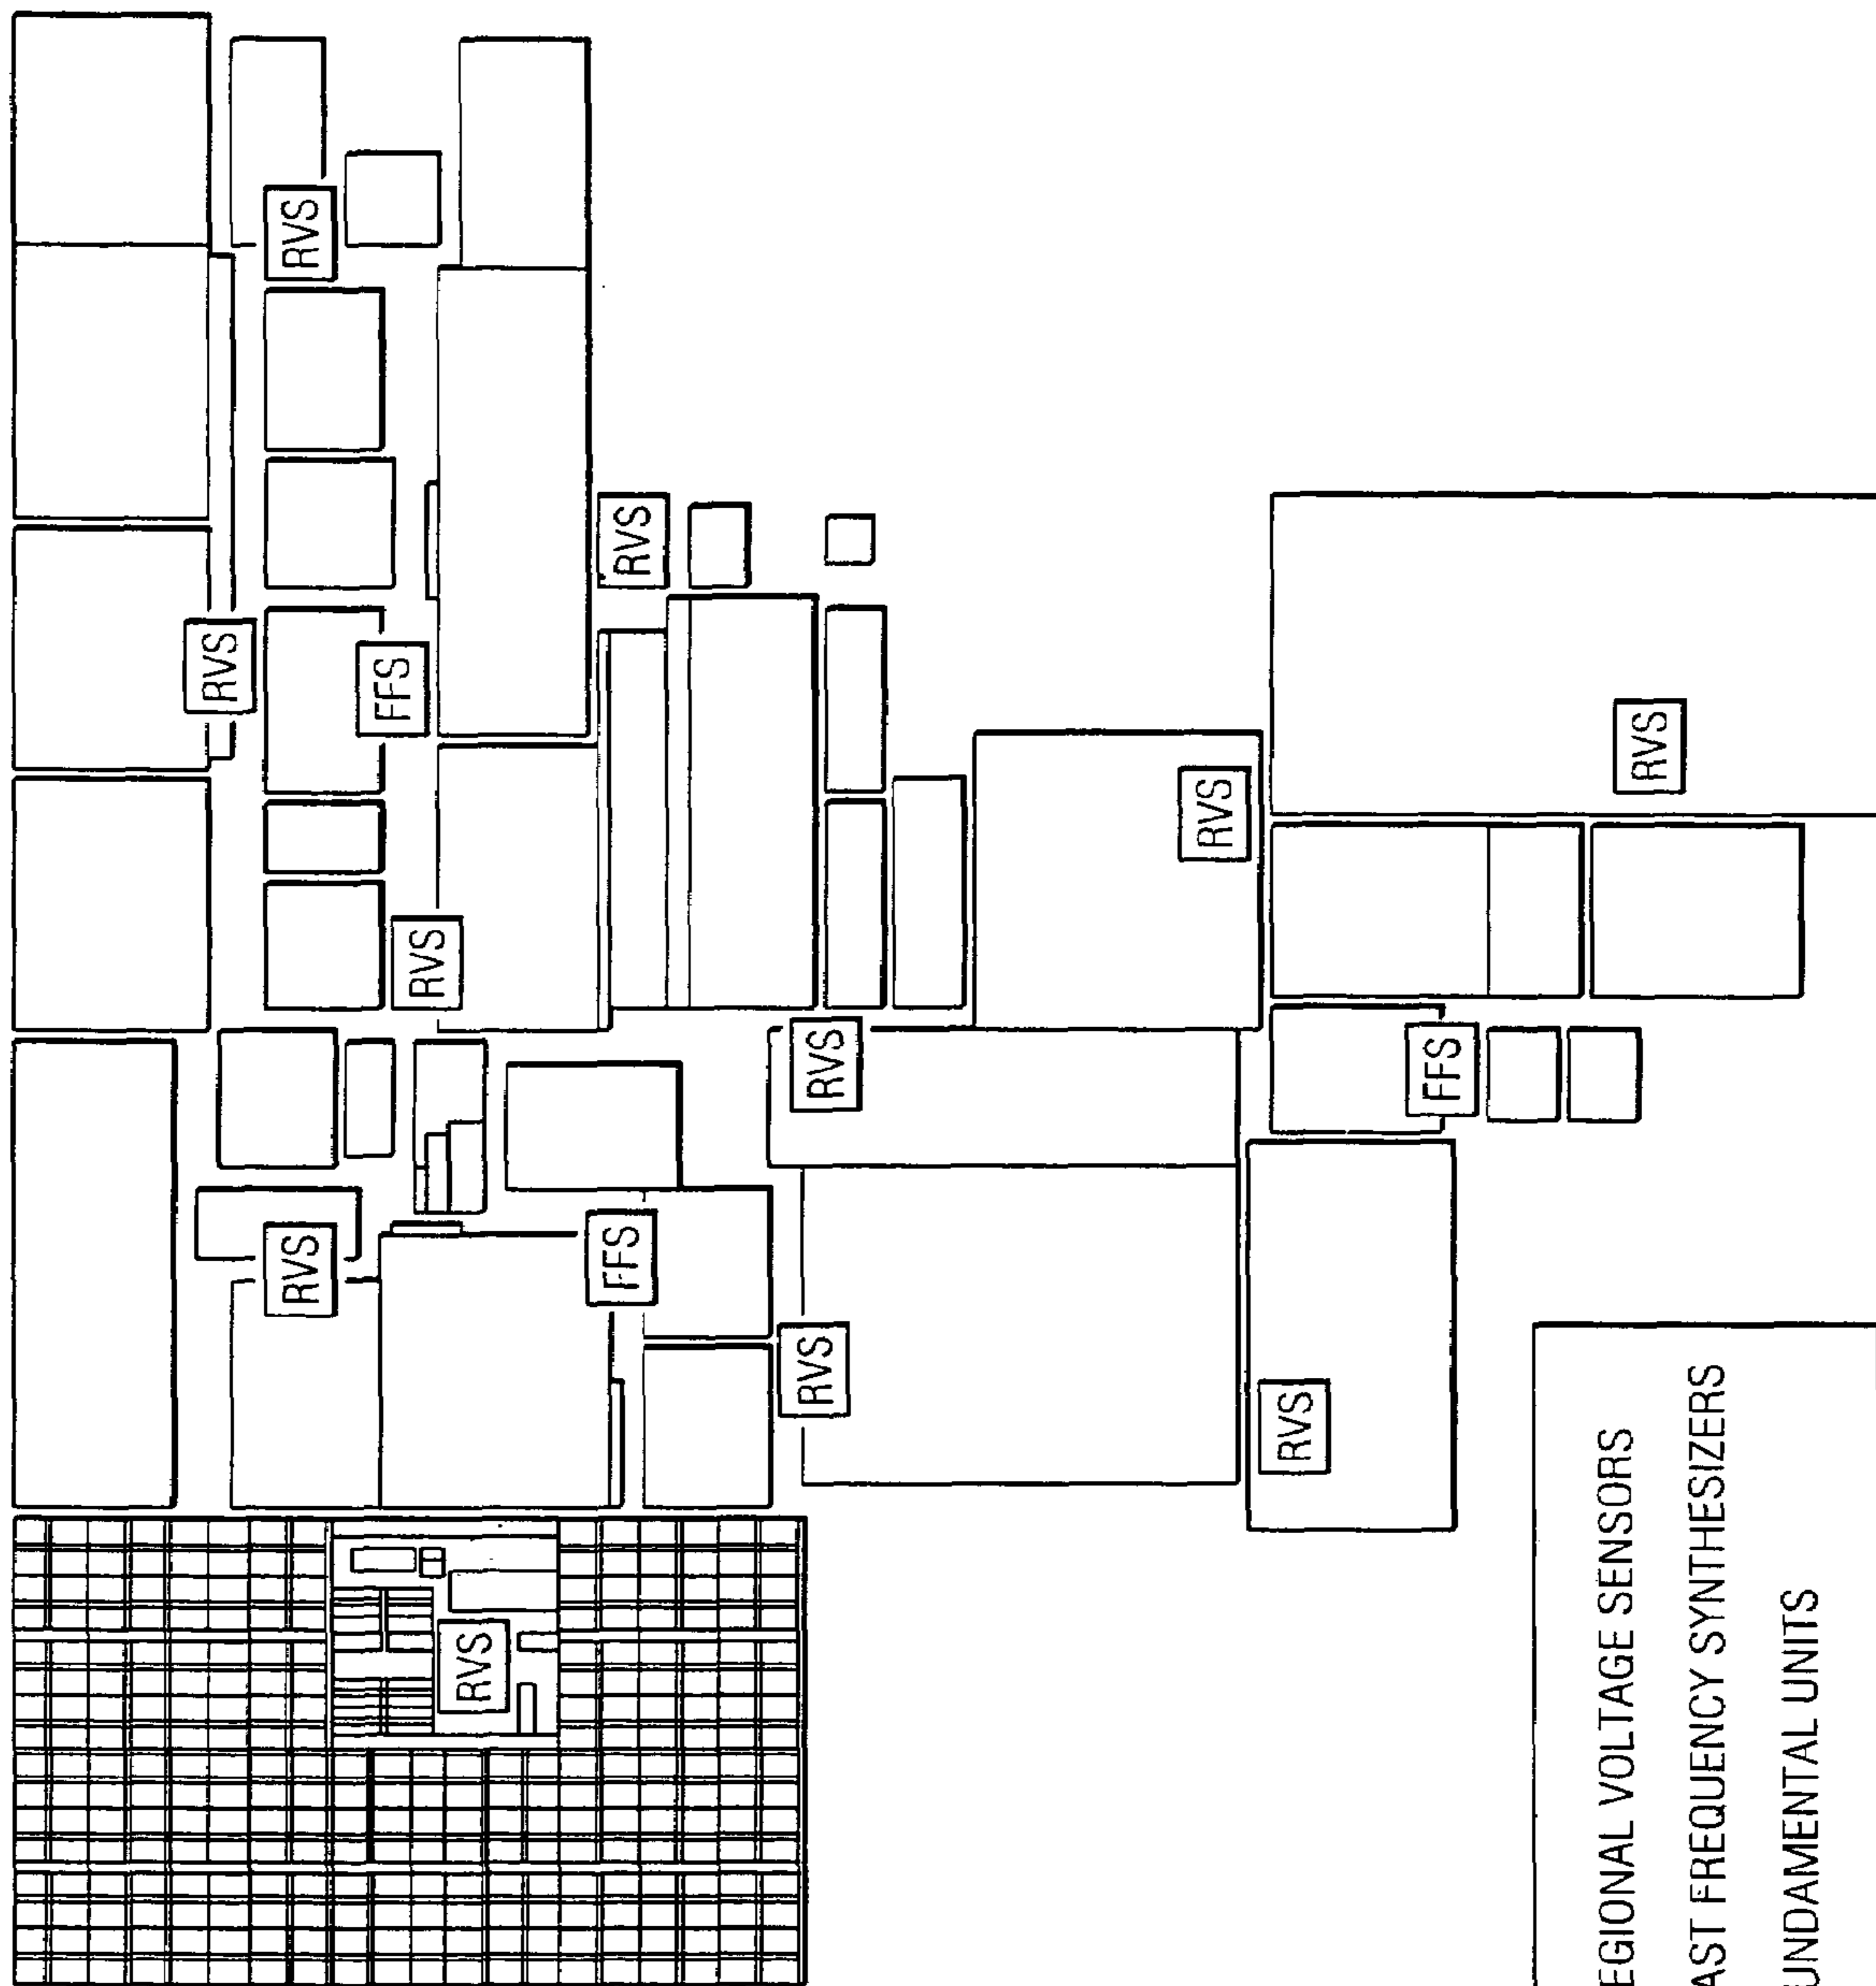 RVS
RVS
RVS
FFS
RVS
RVS
FFS
RVS
RVS
RVS
RVS
RVS
FFS
RVS
EGIONAL VOLTAGE SENSORS
AST FREQUENCY SYNTHESIZERS
UNDAMENTAL UNITS